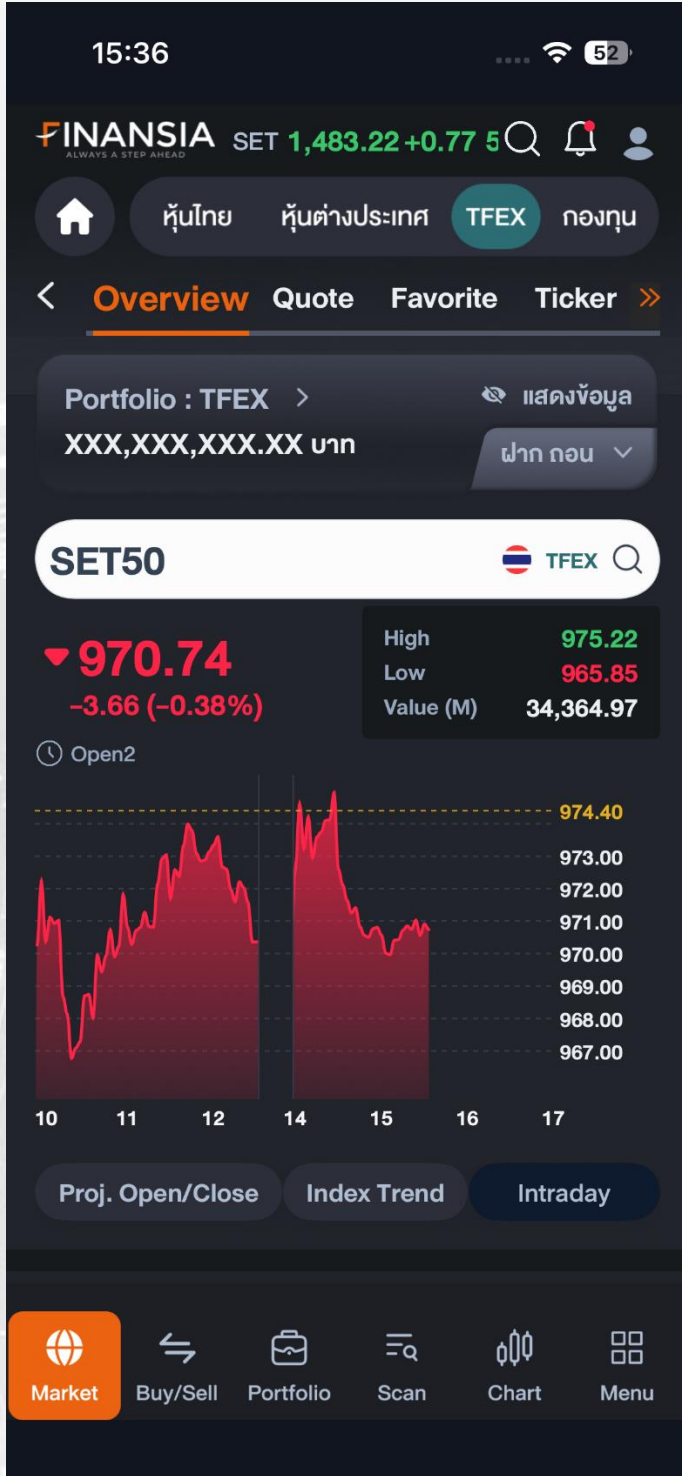 15:36
52
FINANSIA
ALWAYS A STEP AHEAD
SET 1,483.22 +0.77 5
หุ้นไทย หุ้นต่างประเทศ TFEX กองทุน
Overview Quote Favorite Ticker
Portfolio : TFEX > แสดงข้อมูล
XXX,XXX,XXX.XX บาท
ฝาก ถอน
SET50 TFEX
970.74
-3.66 (-0.38%)
High 975.22
Low 965.85
Value (M) 34,364.97
Open2
974.40
973.00
972.00
971.00
970.00
969.00
968.00
967.00
10 11 12 14 15 16 17
Proj. Open/Close Index Trend Intraday
Market Buy/Sell Portfolio Scan Chart Menu